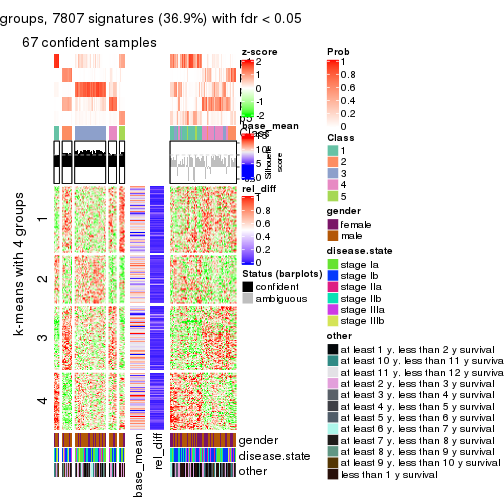 groups, 7807 signatures (36.9%) with fdr < 0.05
67 confident samples
k-means with 4 groups
1
2
3
4
base_mean
rel_diff
gender
disease.state
other
z-score
2
1
0
-1
-2
base_mean
10
5
0
Silhouette
score
rel_diff
1
0.8
0.6
0.4
0.2
0
Status (barplots)
confident
ambiguous
Prob
1
0.8
0.6
0.4
0.2
0
Class
1
2
3
4
5
gender
female
male
disease.state
stage Ia
stage Ib
stage IIa
stage IIb
stage IIIa
stage IIIb
other
at least 1 y. less than 2 y surviva
at least 10 y. less than 11 y surviva
at least 11 y. less than 12 y surviva
at least 2 y. less than 3 y survival
at least 3 y. less than 4 y survival
at least 4 y. less than 5 y survival
at least 5 y. less than 6 y survival
at least 6 y. less than 7 y survival
at least 7 y. less than 8 y survival
at least 8 y. less than 9 y survival
at least 9 y. less than 10 y surviva
less than 1 y survival